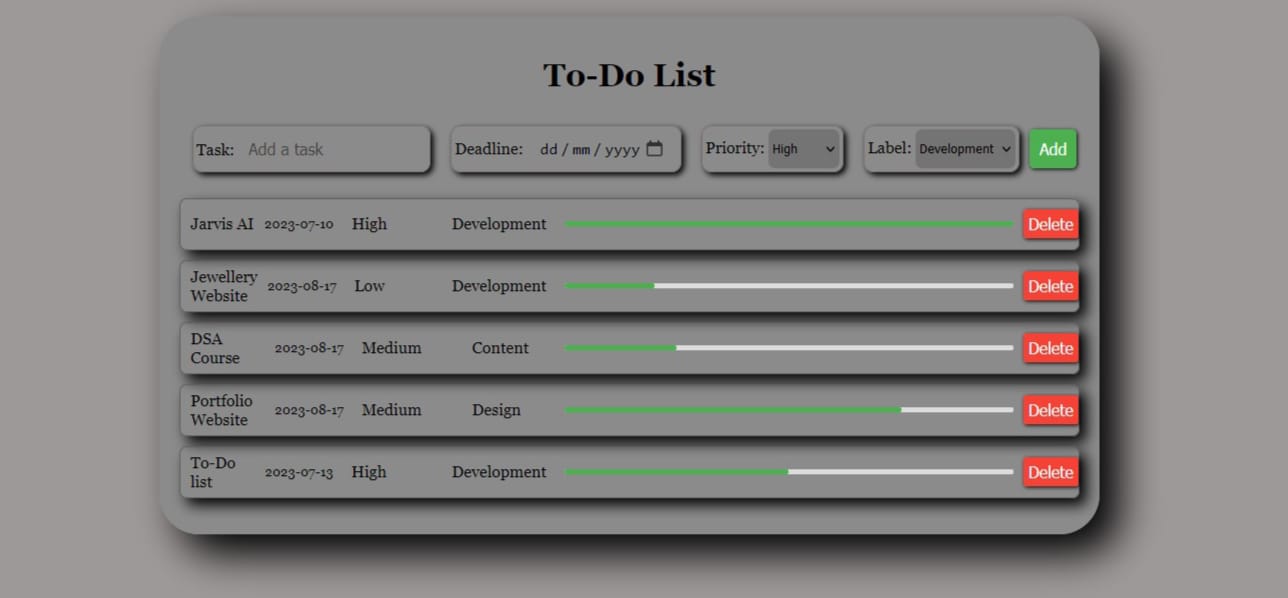 To-Do List
Task: Add a task Deadline: dd/mm/yyyy Priority: High Label: Development Add
Jarvis AI 2023-07-10 High Development Delete
Jewellery
Website 2023-08-17 Low Development Delete
DSA
Course 2023-08-17 Medium Content Delete
Portfolio
Website 2023-08-17 Medium Design Delete
To-Do
list 2023-07-13 High Development Delete